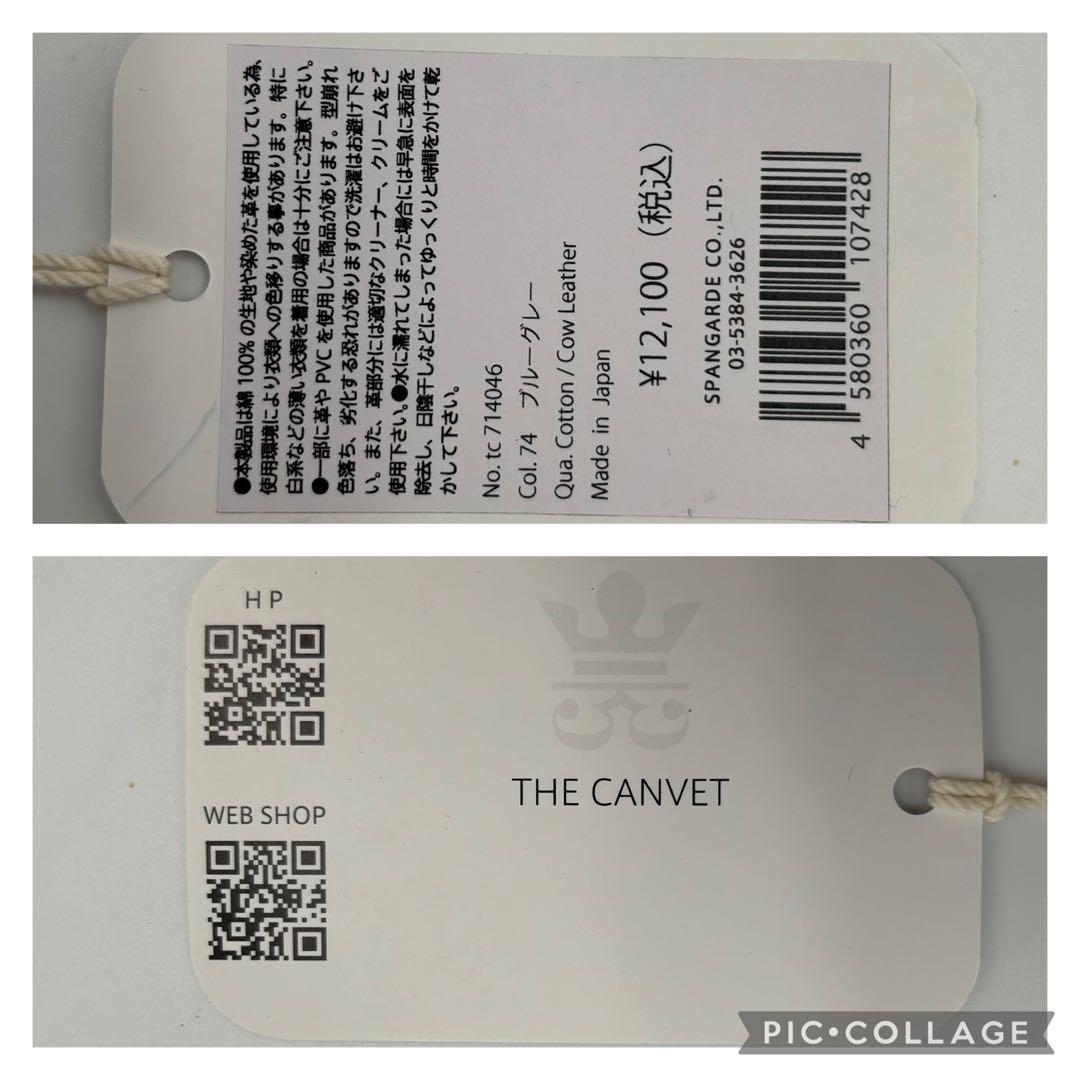 ●本製品は綿 100% の生地や染めた革を使用している為、
使用環境により衣類への色移りする事があります。特に
白系などの薄い衣類を着用の場合は十分にご注意下さい。
●一部に革や PVC を使用した商品があります。型崩れ
色落ち、劣化する恐れがありますので洗濯はお避け下さ
い。また、革部分には適切なクリーナー、クリームをご
使用下さい。●水に濡れてしまった場合には早急に表面を
除去し、日陰干しなどによってゆっくりと時間をかけて乾
かして下さい。
No. tc 714046
Col. 74 ブルーグレー
Qua. Cotton / Cow Leather
Made in Japan
¥12,100（税込）
SPANGARDE CO.,LTD.
03-5384-3626
4 580360 107428
H P
WEB SHOP
THE CANVET
PIC•COLLAGE